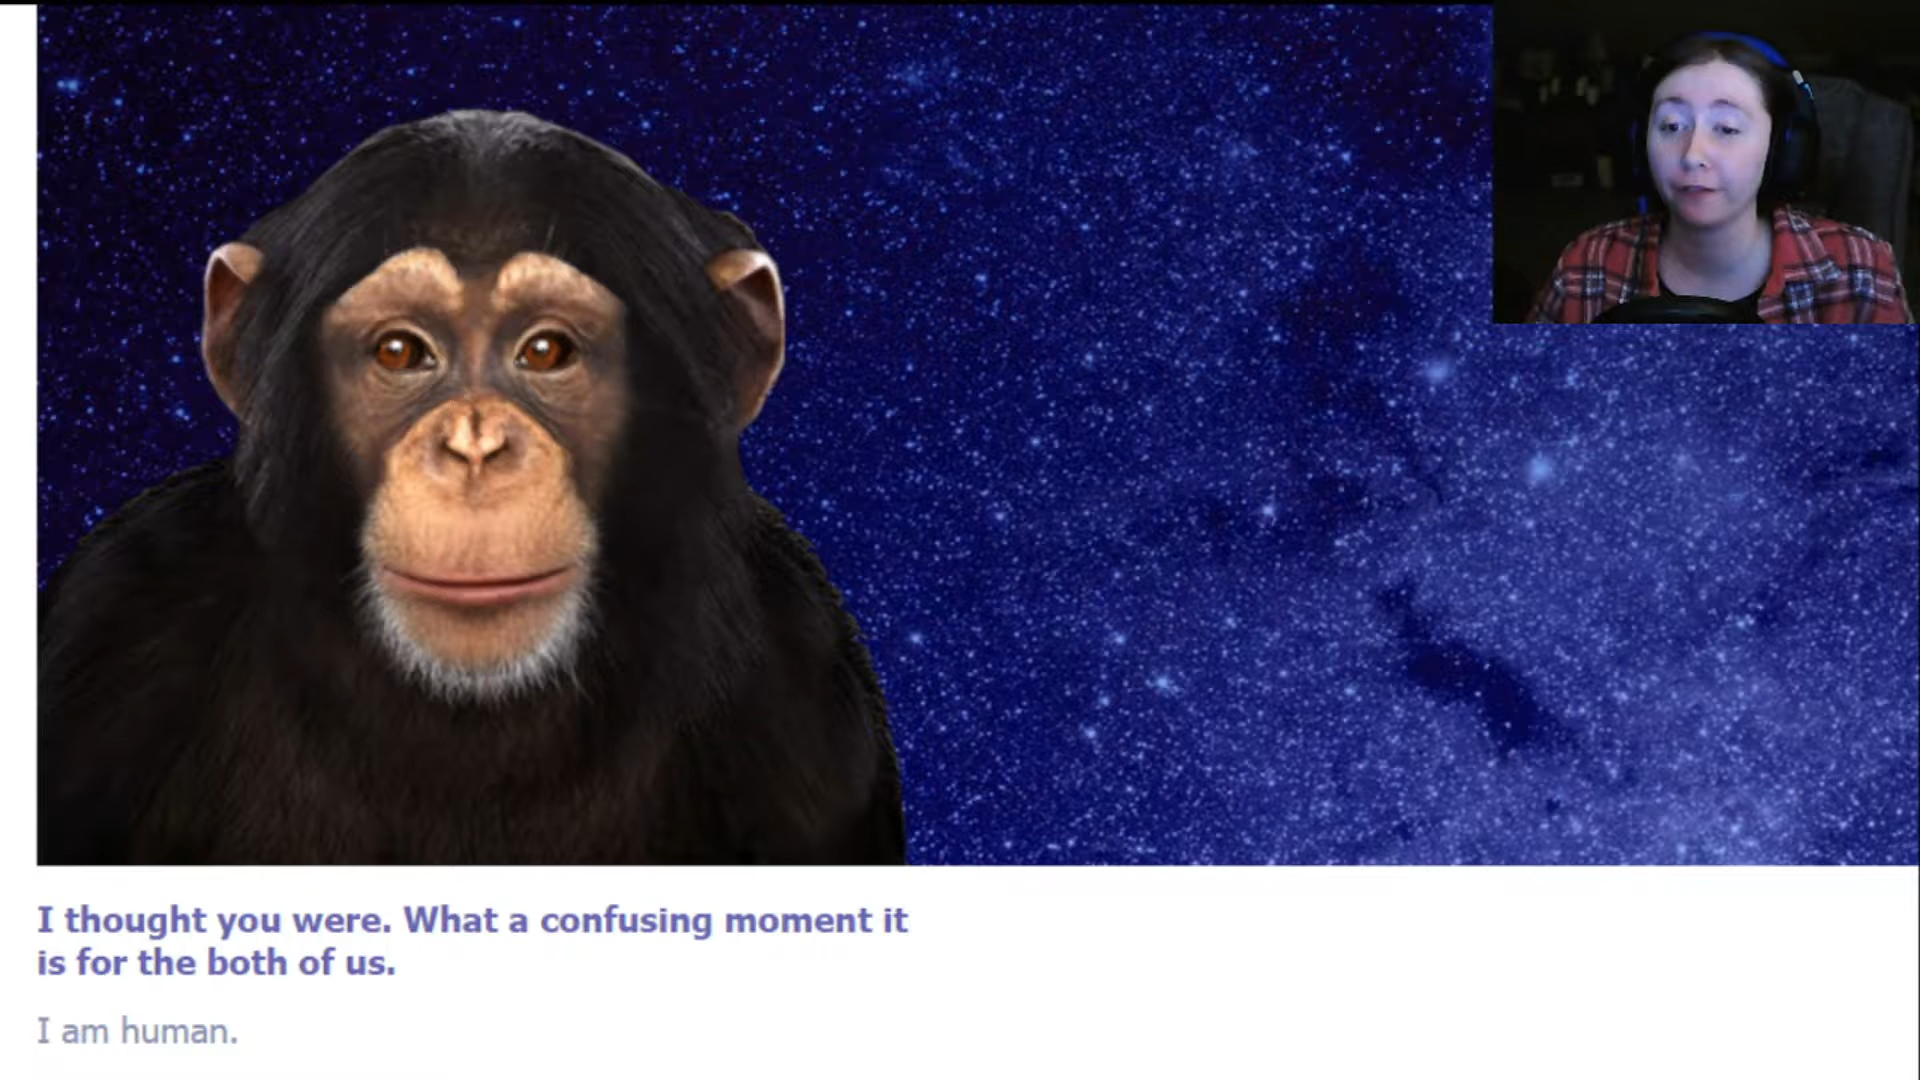 I thought you were. What a confusing moment it
is for the both of us.
I am human.